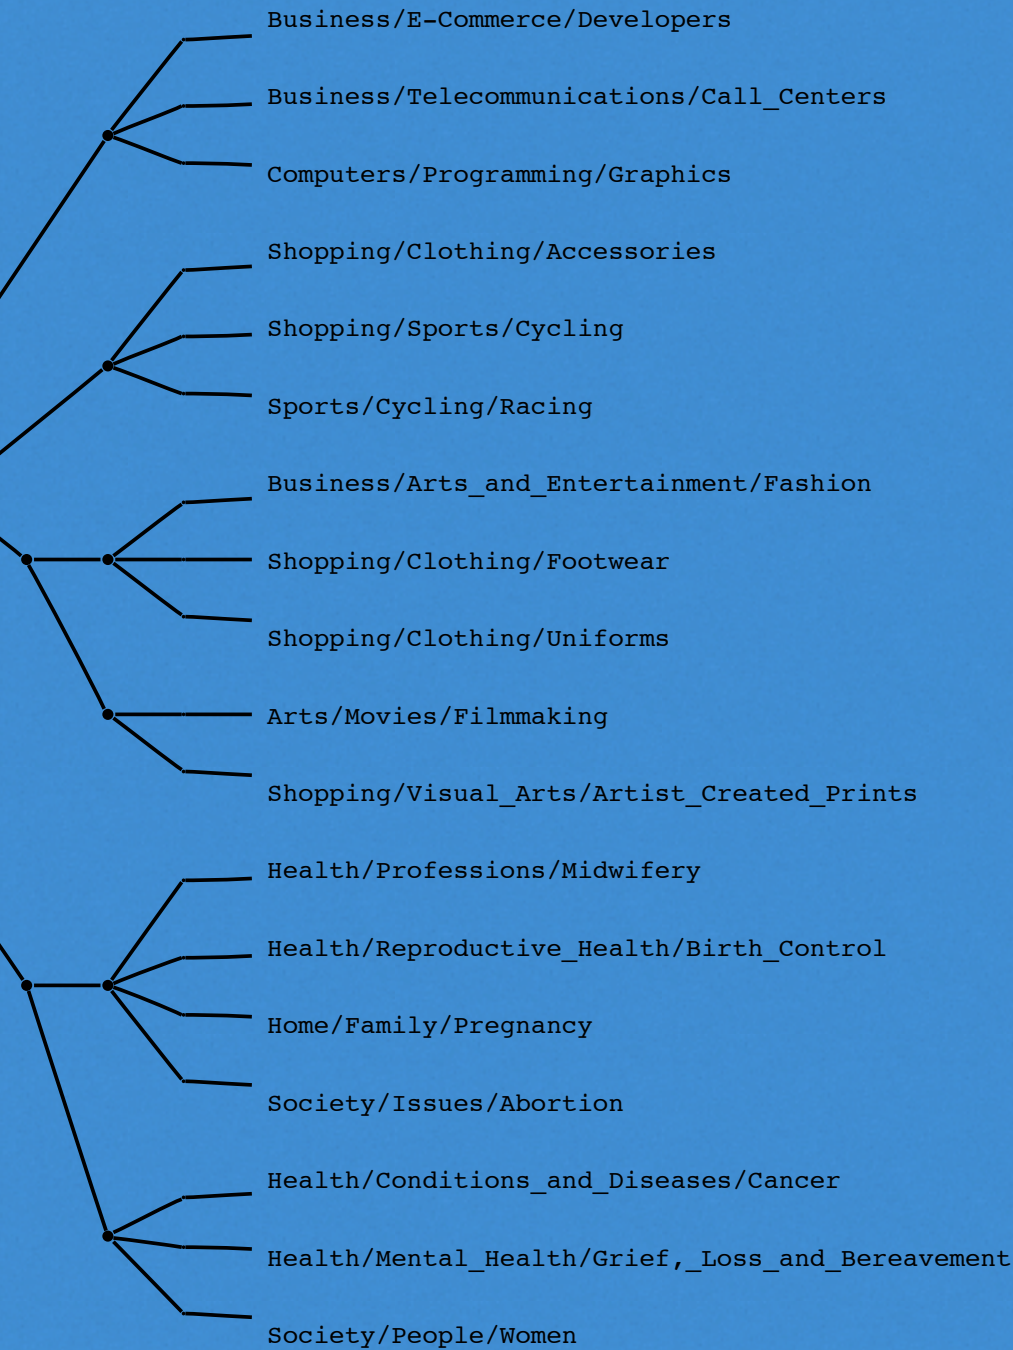 Business/E-Commerce/Developers
Business/Telecommunications/Call_Centers
Computers/Programming/Graphics
Shopping/Clothing/Accessories
Shopping/Sports/Cycling
Sports/Cycling/Racing
Business/Arts_and_Entertainment/Fashion
Shopping/Clothing/Footwear
Shopping/Clothing/Uniforms
Arts/Movies/Filmmaking
Shopping/Visual_Arts/Artist_Created_Prints
Health/Professions/Midwifery
Health/Reproductive_Health/Birth_Control
Home/Family/Pregnancy
Society/Issues/Abortion
Health/Conditions_and_Diseases/Cancer
Health/Mental_Health/Grief,_Loss_and_Bereavement
Society/People/Women